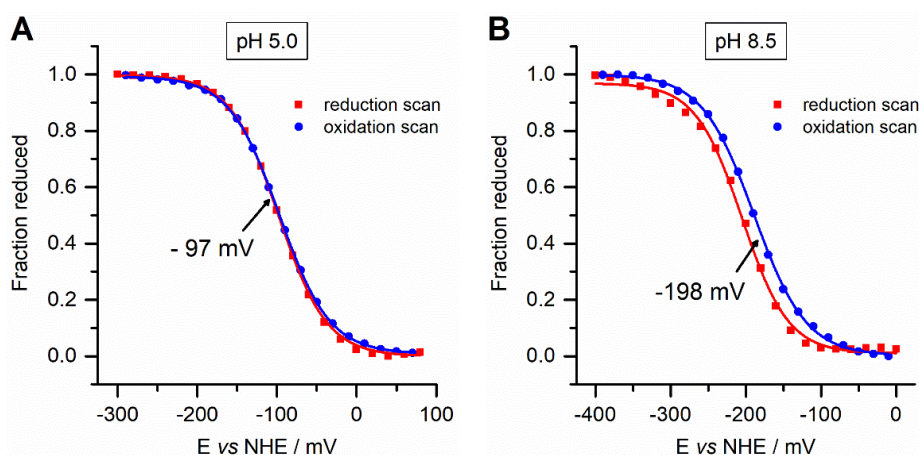 A
pH 5.0
1.0
0.8
0.6
0.4
0.2
0.0
Fraction reduced
reduction scan
oxidation scan
- 97 mV
-300
-200
-100
0
100
E vs NHE / mV
B
pH 8.5
1.0
0.8
0.6
0.4
0.2
0.0
Fraction reduced
reduction scan
oxidation scan
-198 mV
-400
-300
-200
-100
0
E vs NHE / mV